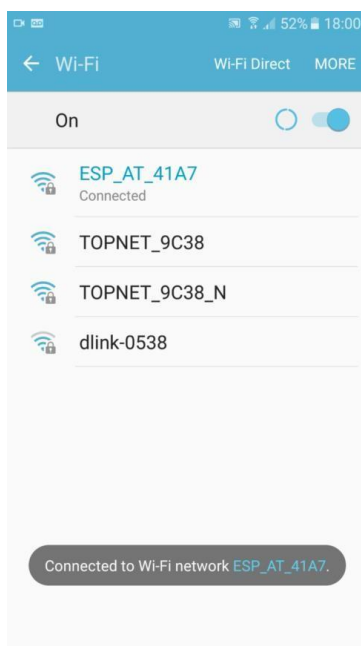 52% 18:00
Wi-Fi Wi-Fi Direct MORE
On
ESP_AT_41A7
Connected
TOPNET_9C38
TOPNET_9C38_N
dlink-0538
Connected to Wi-Fi network ESP_AT_41A7.